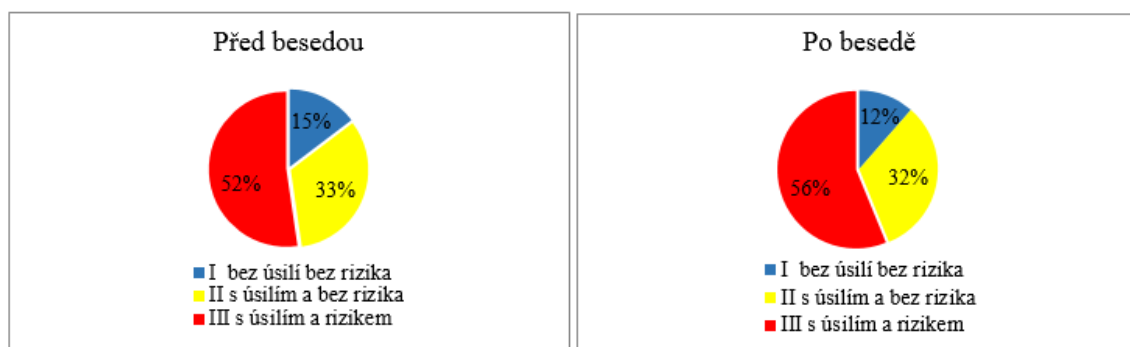 Před besedou
15%
52%
33%
I bez úsilí bez rizika
II s úsilím a bez rizika
III s úsilím a rizikem
Po besedě
12%
32%
56%
I bez úsilí bez rizika
II s úsilím a bez rizika
III s úsilím a rizikem